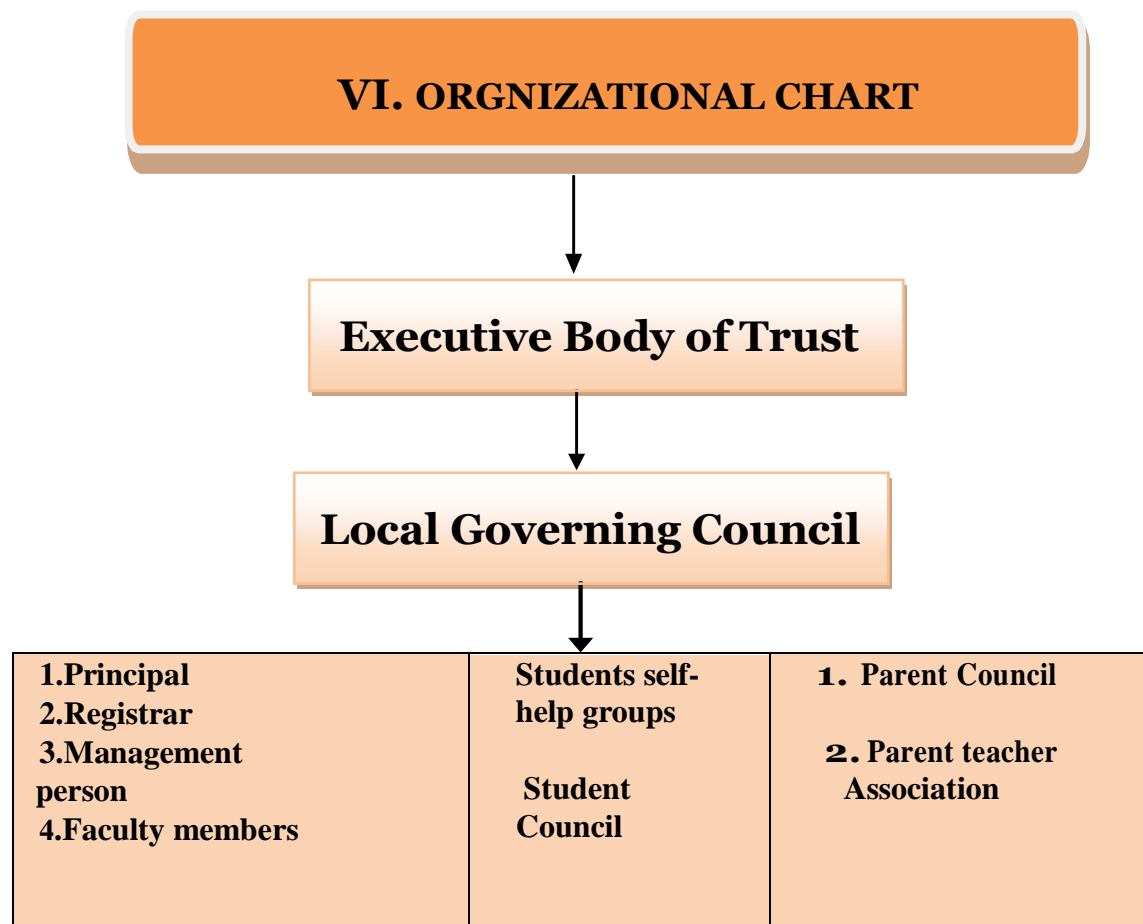 VI. ORGNIZATIONAL CHART
Executive Body of Trust
Local Governing Council
1.Principal
2.Registrar
3.Management
person
4.Faculty members
Students self-
help groups
Student
Council
1. Parent Council
2. Parent teacher
Association